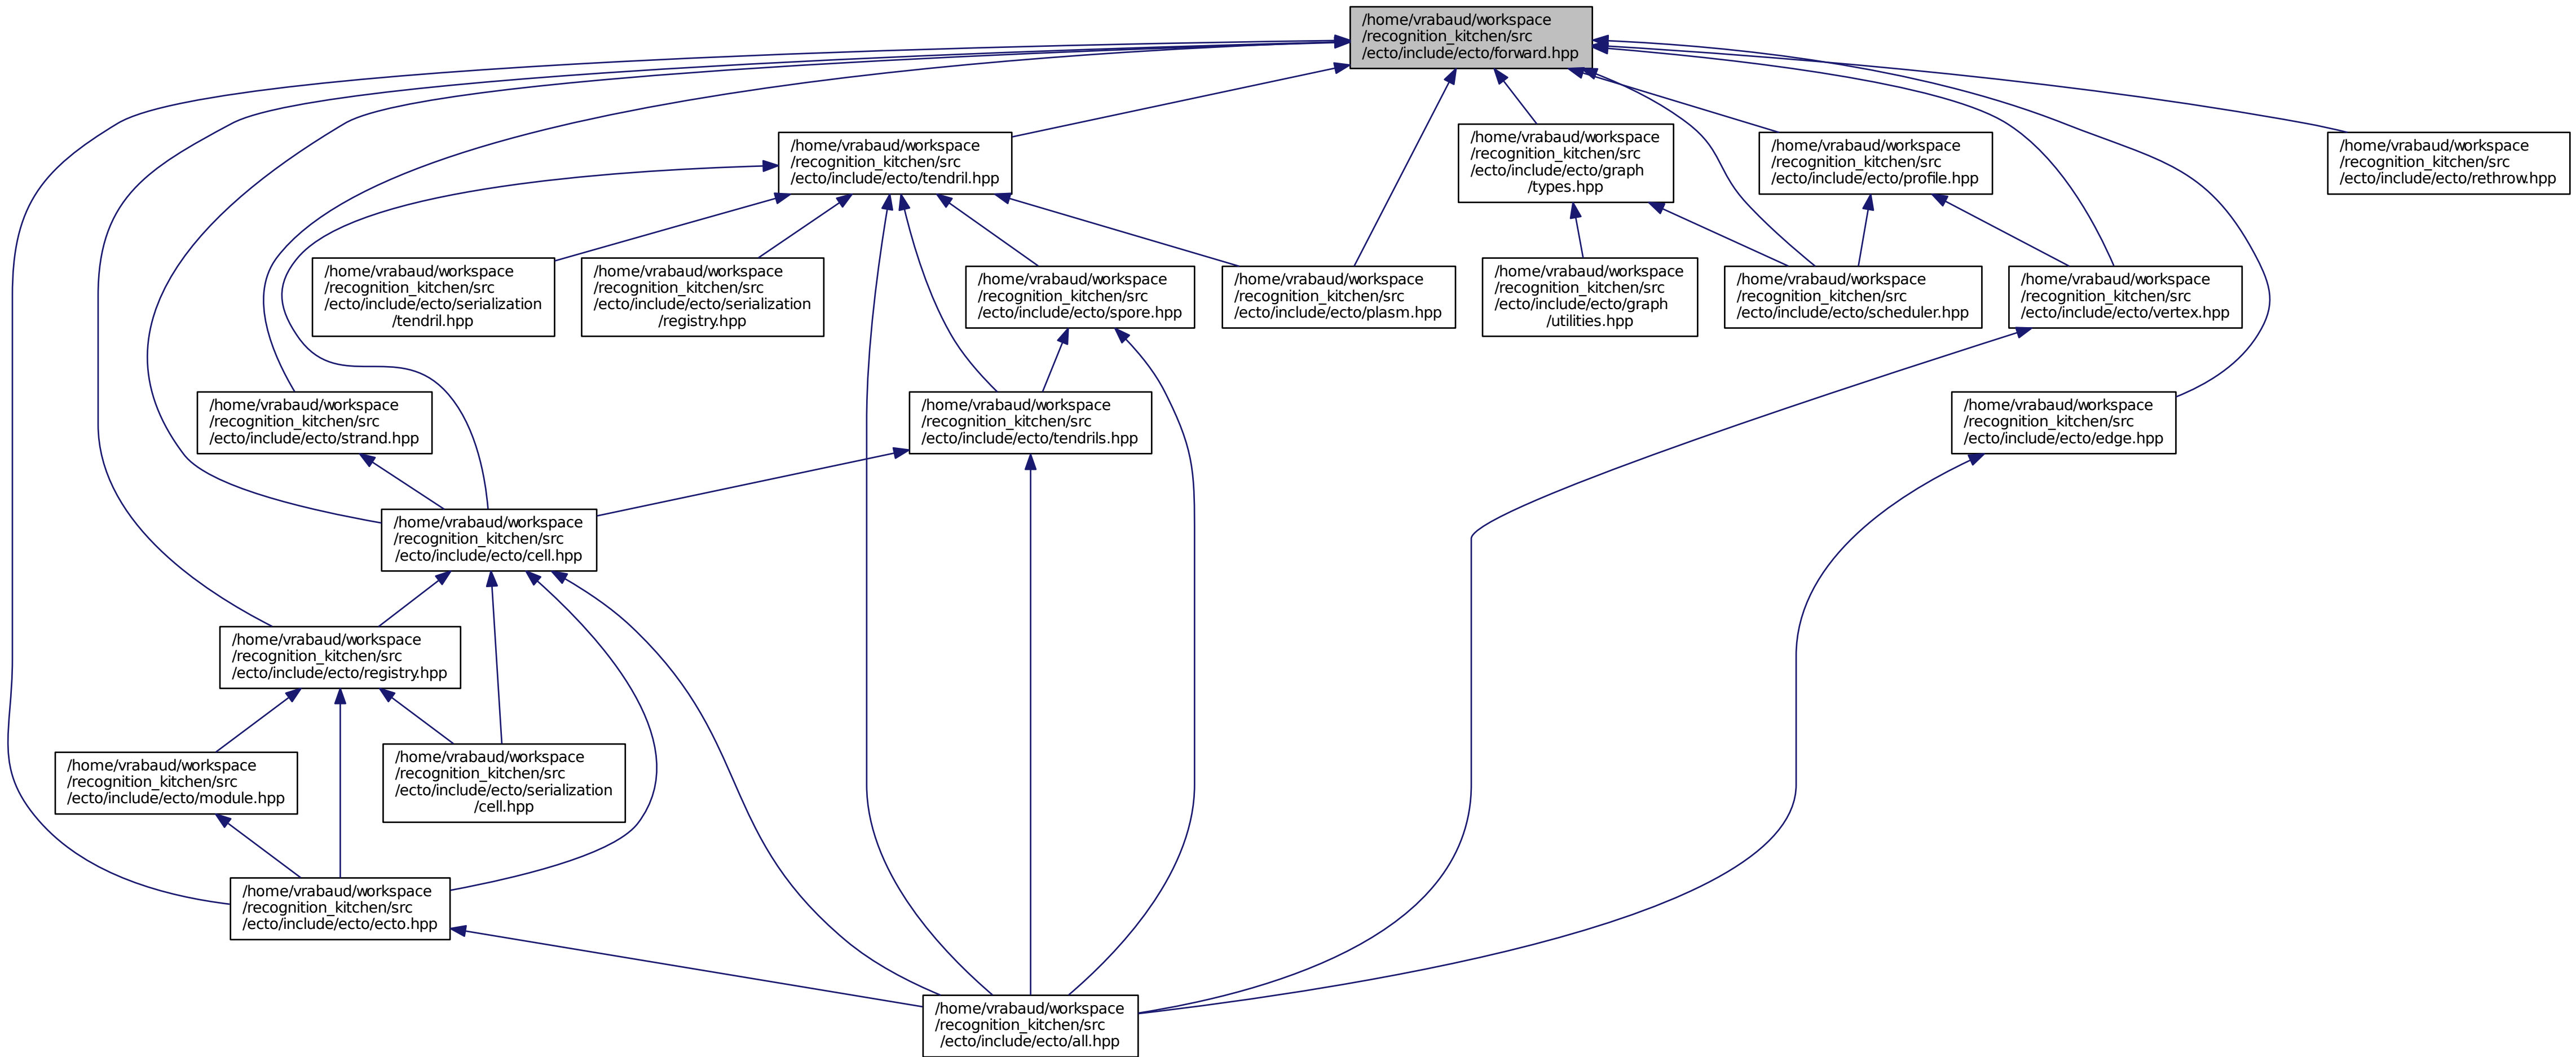 /home/vrabaud/workspace
/recognition_kitchen/src
/ecto/include/ecto/forward.hpp
/home/vrabaud/workspace
/recognition_kitchen/src
/ecto/include/ecto/tendril.hpp
/home/vrabaud/workspace
/recognition_kitchen/src
/ecto/include/ecto/graph
/types.hpp
/home/vrabaud/workspace
/recognition_kitchen/src
/ecto/include/ecto/profile.hpp
/home/vrabaud/workspace
/recognition_kitchen/src
/ecto/include/ecto/rethrow.hpp
/home/vrabaud/workspace
/recognition_kitchen/src
/ecto/include/ecto/serialization
/tendril.hpp
/home/vrabaud/workspace
/recognition_kitchen/src
/ecto/include/ecto/serialization
/registry.hpp
/home/vrabaud/workspace
/recognition_kitchen/src
/ecto/include/ecto/spore.hpp
/home/vrabaud/workspace
/recognition_kitchen/src
/ecto/include/ecto/plasm.hpp
/home/vrabaud/workspace
/recognition_kitchen/src
/ecto/include/ecto/graph
/utilities.hpp
/home/vrabaud/workspace
/recognition_kitchen/src
/ecto/include/ecto/scheduler.hpp
/home/vrabaud/workspace
/recognition_kitchen/src
/ecto/include/ecto/vertex.hpp
/home/vrabaud/workspace
/recognition_kitchen/src
/ecto/include/ecto/strand.hpp
/home/vrabaud/workspace
/recognition_kitchen/src
/ecto/include/ecto/tendrils.hpp
/home/vrabaud/workspace
/recognition_kitchen/src
/ecto/include/ecto/edge.hpp
/home/vrabaud/workspace
/recognition_kitchen/src
/ecto/include/ecto/cell.hpp
/home/vrabaud/workspace
/recognition_kitchen/src
/ecto/include/ecto/registry.hpp
/home/vrabaud/workspace
/recognition_kitchen/src
/ecto/include/ecto/module.hpp
/home/vrabaud/workspace
/recognition_kitchen/src
/ecto/include/ecto/serialization
/cell.hpp
/home/vrabaud/workspace
/recognition_kitchen/src
/ecto/include/ecto/ecto.hpp
/home/vrabaud/workspace
/recognition_kitchen/src
/ecto/include/ecto/all.hpp